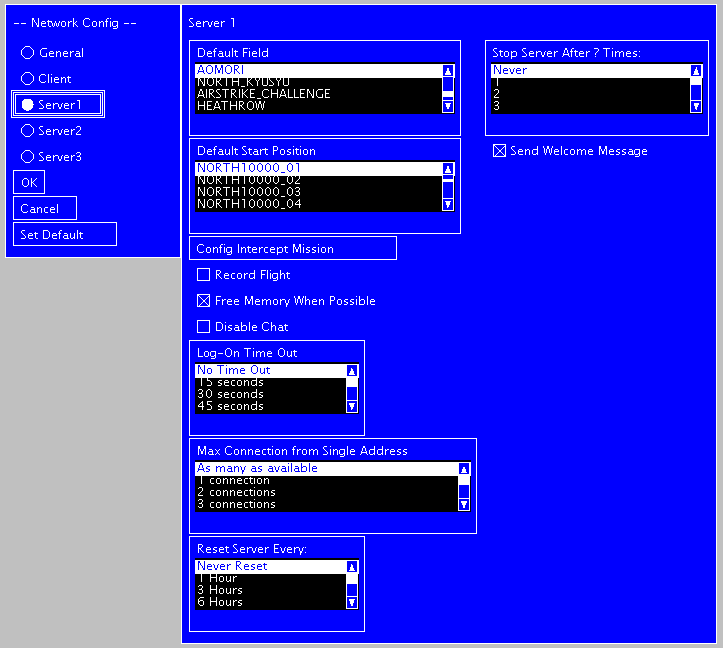 -- Network Config --
General
Client
Server1
Server2
Server3
OK
Cancel
Set Default
Server 1
Default Field
AOMORI
NORTH_KYUSYU
AIRSTRIKE_CHALLENGE
HEATHROW
Default Start Position
NORTH10000_01
NORTH10000_02
NORTH10000_03
NORTH10000_04
Config Intercept Mission
Record Flight
Free Memory When Possible
Disable Chat
Log-On Time Out
No Time Out
15 seconds
30 seconds
45 seconds
Max Connection from Single Address
As many as available
1 connection
2 connections
3 connections
Reset Server Every:
Never Reset
1 Hour
3 Hours
6 Hours
Stop Server After ? Times:
Never
1
2
3
Send Welcome Message